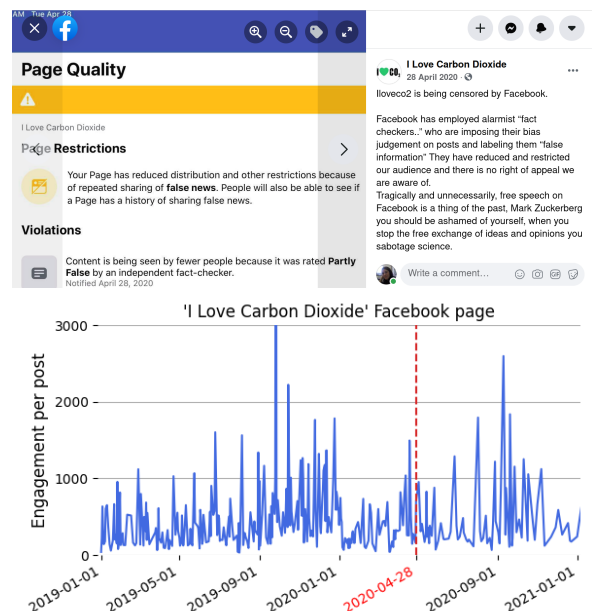 AM Tue Apr 28
Page Quality
I Love Carbon Dioxide
Page Restrictions
Your Page has reduced distribution and other restrictions because
of repeated sharing of false news. People will also be able to see if
a Page has a history of sharing false news.
Violations
Content is being seen by fewer people because it was rated Partly
False by an independent fact-checker.
Notified April 28, 2020
I CO₂
I Love Carbon Dioxide
28 April 2020 ·
Iloveco2 is being censored by Facebook.
Facebook has employed alarmist “fact
checkers..” who are imposing their bias
judgement on posts and labeling them “false
information” They have reduced and restricted
our audience and there is no right of appeal we
are aware of.
Tragically and unnecessarily, free speech on
Facebook is a thing of the past, Mark Zuckerberg
you should be ashamed of yourself, when you
stop the free exchange of ideas and opinions you
sabotage science.
Write a comment…
GIF
'I Love Carbon Dioxide' Facebook page
Engagement per post
3000
2000
1000
0
2019-01-01
2019-05-01
2019-09-01
2020-01-01
2020-04-28
2020-09-01
2021-01-01